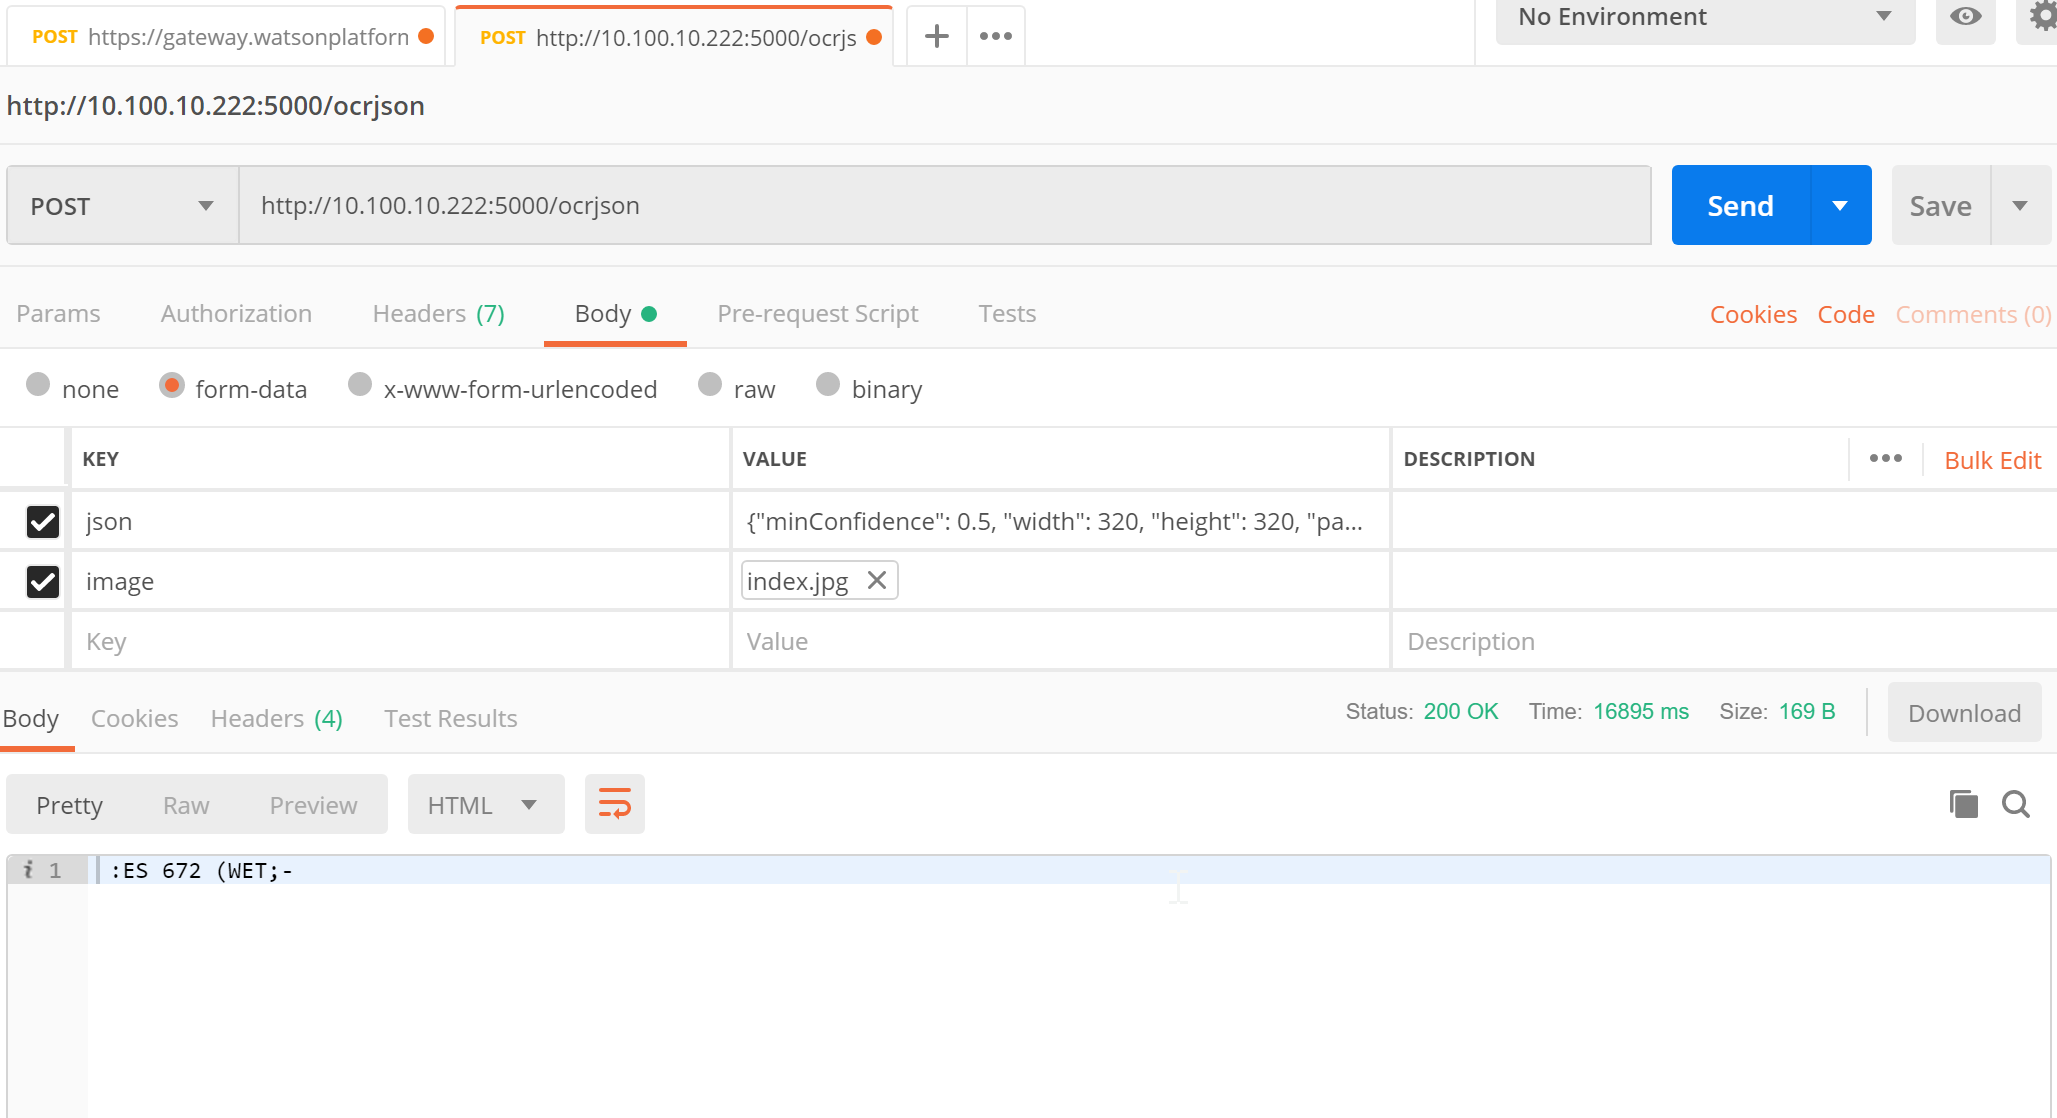 POST https://gateway.watsonplatforn
POST http://10.100.10.222:5000/ocrjs
No Environment
http://10.100.10.222:5000/ocrjson
POST http://10.100.10.222:5000/ocrjson Send Save
Params Authorization Headers (7) Body Pre-request Script Tests Cookies Code Comments (0)
none form-data x-www-form-urlencoded raw binary
KEY VALUE DESCRIPTION Bulk Edit
json {"minConfidence": 0.5, "width": 320, "height": 320, "pa...
image index.jpg
Key Value Description
Body Cookies Headers (4) Test Results Status: 200 OK Time: 16895 ms Size: 169 B Download
Pretty Raw Preview HTML
i 1 :ES 672 (WET;-